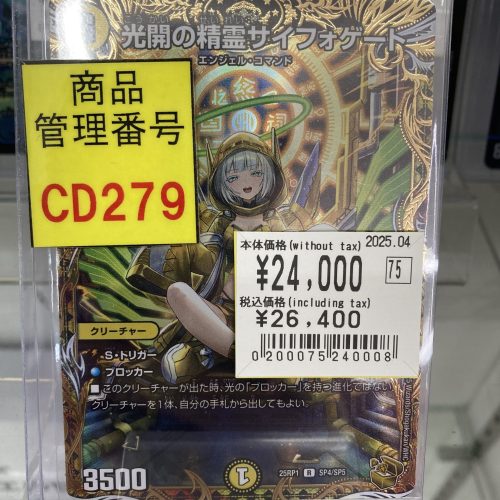 光開の精霊サイフォゲート
エンジェル・コマンド
商品
管理番号
CD279
本体価格(without tax) 2025.04
¥24,000
75
税込価格(including tax)
¥26,400
0200075240008
クリーチャー
S・トリガー
ブロッカー
■このクリーチャーが出た時、光の「ブロッカー」を持つ進化ではない
クリーチャーを1体、自分の手札から出してもよい。
3500
25RP1 R SP4/SP5